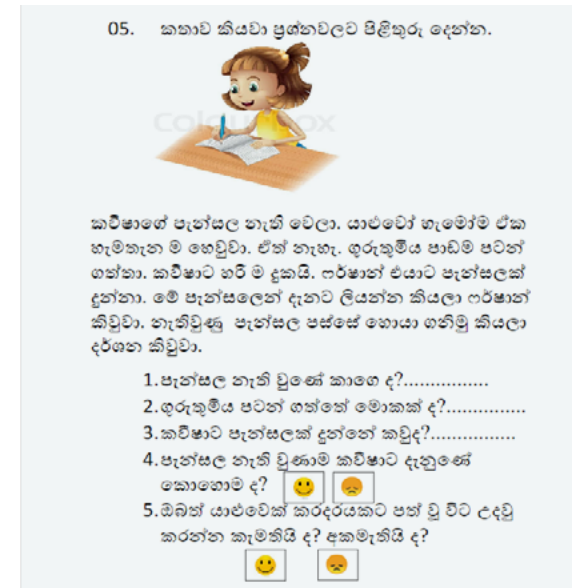 05. කතාව කියවා ප්‍රශ්නවලට පිළිතුරු දෙන්න.
කවීෂාගේ පැන්සල නැති වෙලා. යාළුවෝ හැමෝම ඒක
හැමතැන ම හෙවුවා. ඒත් නැහැ. ගුරුතුමිය පාඩම පටන්
ගත්තා. කවීෂාට හරි ම දුකයි. ෆර්ෂාන් එයාට පැන්සලක්
දුන්නා. මේ පැන්සලෙන් දැනට ලියන්න කියලා ෆර්ෂාන්
කිවුවා. නැතිවුණු පැන්සල පස්සේ හොයා ගනිමු කියලා
දර්ශන කිවුවා.
1.පැන්සල නැති වුණේ කාගෙ ද?................
2.ගුරුතුමිය පටන් ගත්තේ මොකක් ද?...............
3.කවීෂාට පැන්සලක් දුන්නේ කවුද?................
4.පැන්සල නැති වුණාම කවීෂාට දැනුණේ
කොහොම ද?
5.ඔබත් යාළුවෙක් කරදරයකට පත් වූ විට උදවු
කරන්න කැමතියි ද? අකමැතියි ද?